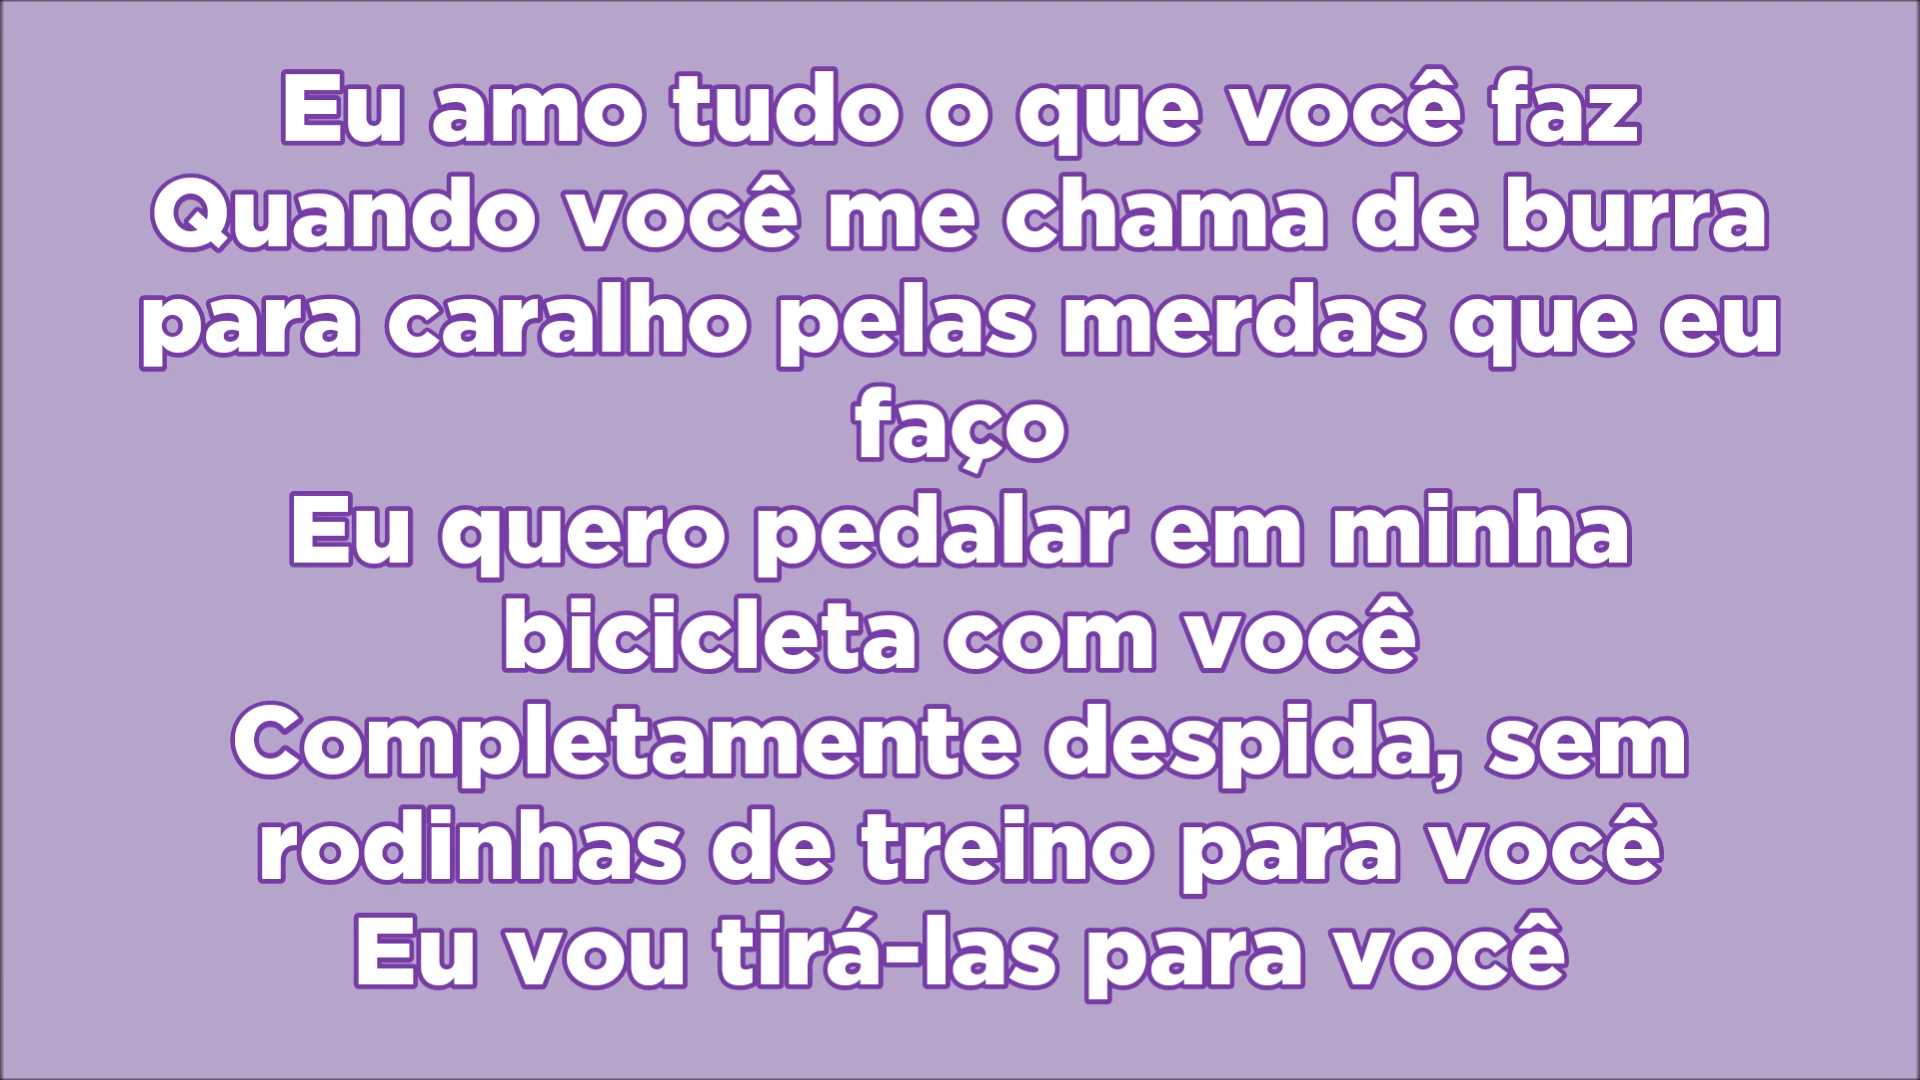 Eu amo tudo o que você faz
Quando você me chama de burra
para caralho pelas merdas que eu
faço
Eu quero pedalar em minha
bicicleta com você
Completamente despida, sem
rodinhas de treino para você
Eu vou tirá-las para você